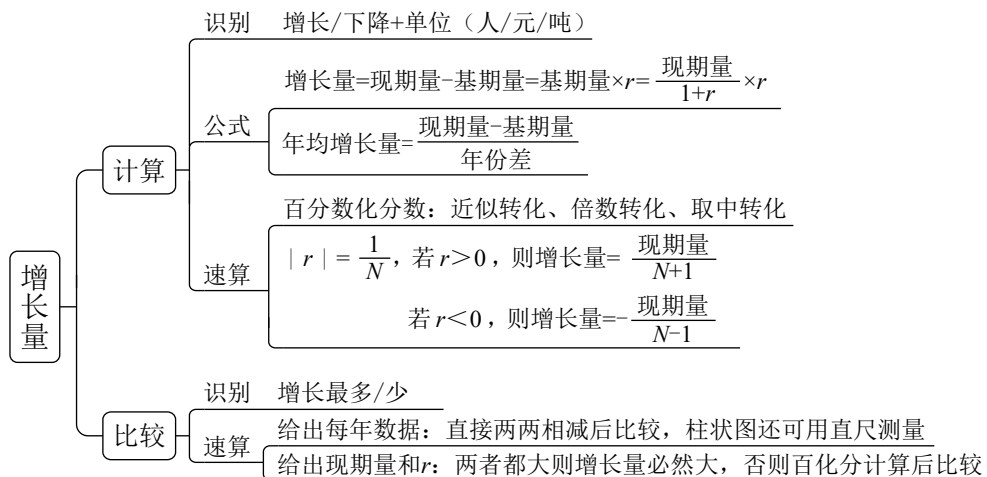 增长量
计算
识别 增长/下降+单位（人/元/吨）
公式
增长量=现期量-基期量=基期量×r=现期量/1+r×r
年均增长量=现期量-基期量/年份差
速算
百分数化分数：近似转化、倍数转化、取中转化
| r | = 1/N, 若 r＞0，则增长量= 现期量/N+1
若 r＜0，则增长量=-现期量/N-1
比较
识别 增长最多/少
速算
给出每年数据：直接两两相减后比较，柱状图还可用直尺测量
给出现期量和r：两者都大则增长量必然大，否则百化分计算后比较